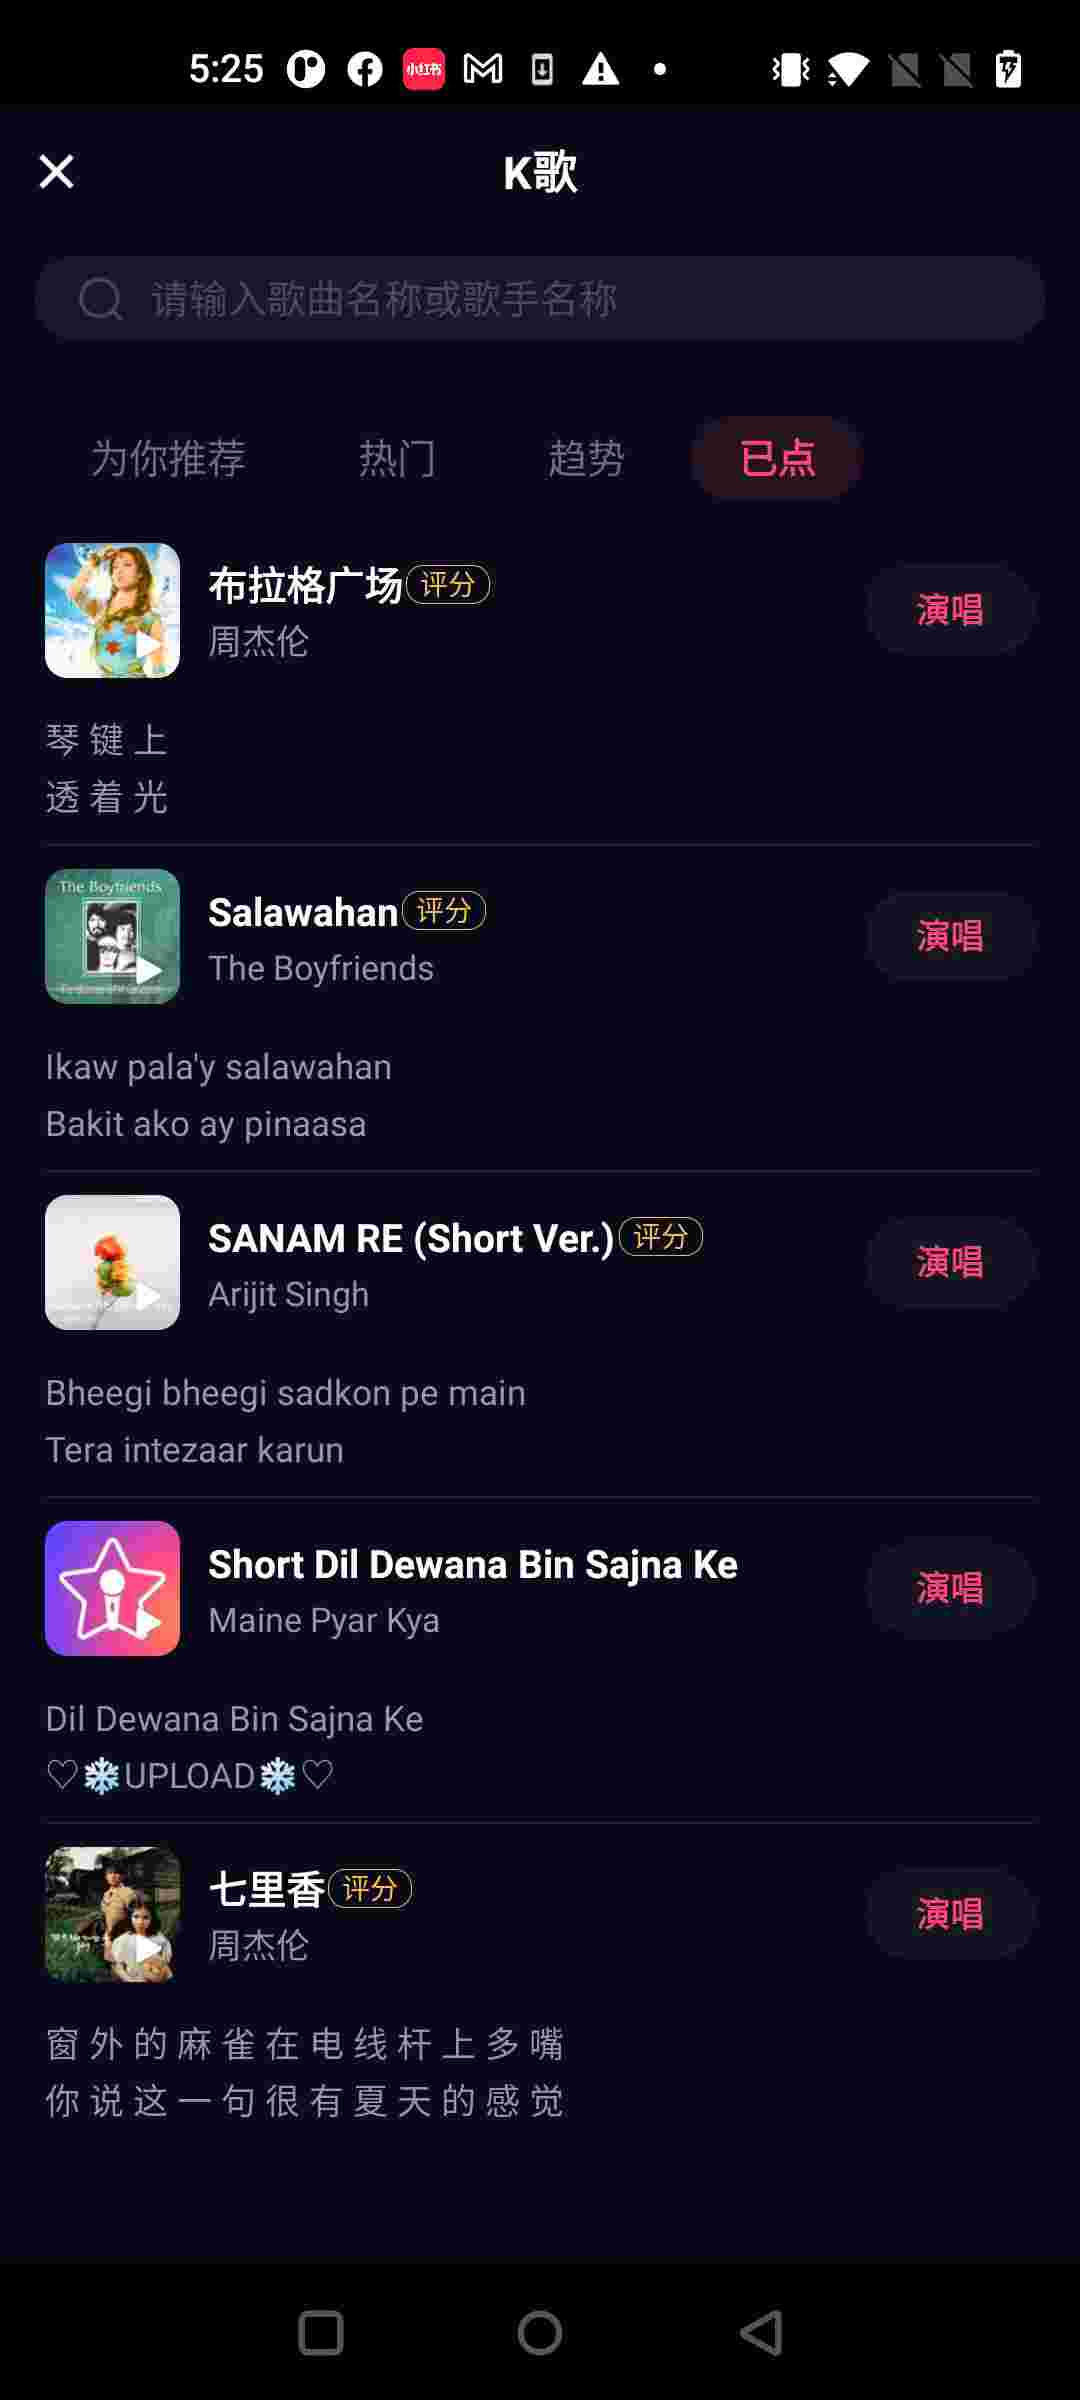 5:25
小红书
K歌
请输入歌曲名称或歌手名称
为你推荐 热门 趋势 已点
布拉格广场 评分
周杰伦
演唱
琴 键 上
透 着 光
The Boyfriends
Salawahan 评分
The Boyfriends
演唱
Ikaw pala'y salawahan
Bakit ako ay pinaasa
SANAM RE (Short Ver.) 评分
Arijit Singh
演唱
Bheegi bheegi sadkon pe main
Tera intezaar karun
Short Dil Dewana Bin Sajna Ke
Maine Pyar Kya
演唱
Dil Dewana Bin Sajna Ke
♡❄UPLOAD❄♡
七里香 评分
周杰伦
演唱
窗 外 的 麻 雀 在 电 线 杆 上 多 嘴
你 说 这 一 句 很 有 夏 天 的 感 觉